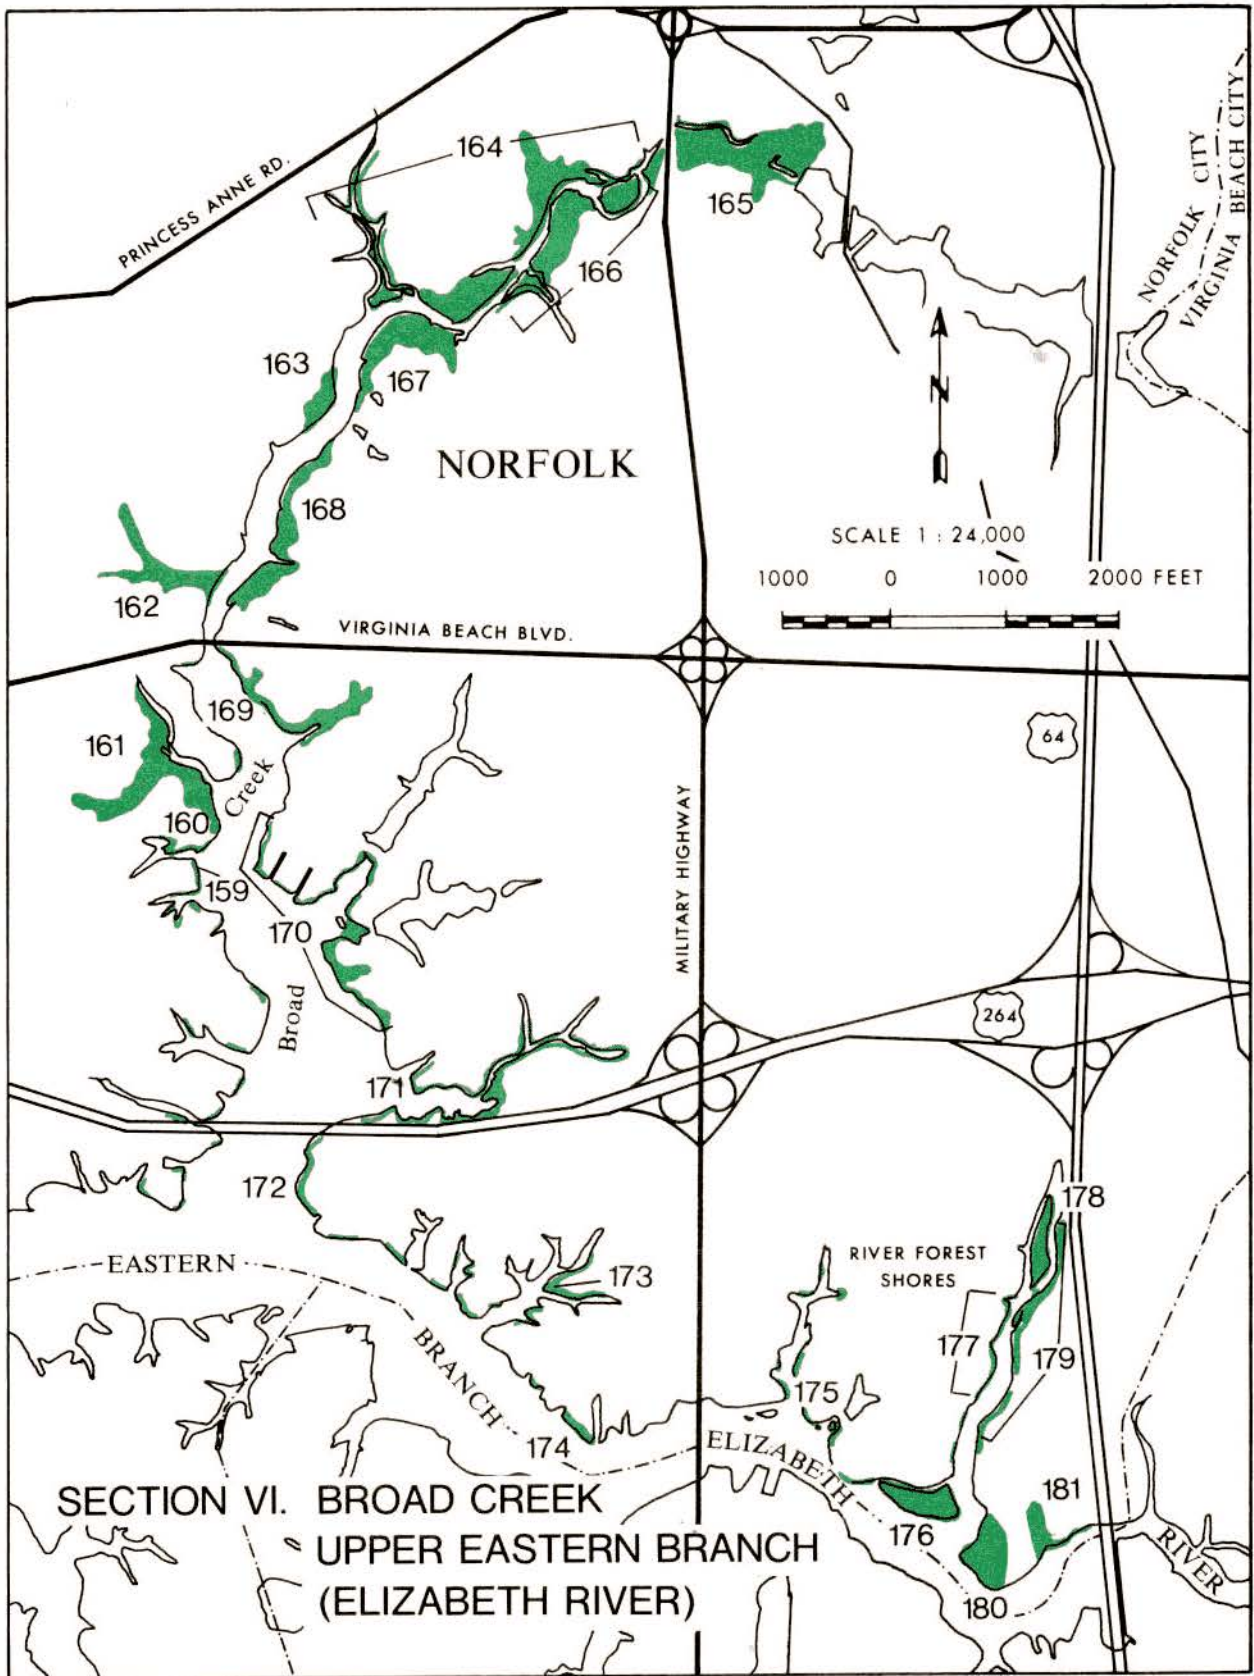 164
PRINCESS ANNE RD.
165
NORFOLK CITY
VIRGINIA BEACH CITY
166
163
167
N
NORFOLK
168
SCALE 1 : 24,000
1000 0 1000 2000 FEET
162
VIRGINIA BEACH BLVD.
169
161
64
Creek
160
MILITARY HIGHWAY
159
170
Broad
264
171
172
178
EASTERN
173
RIVER FOREST
SHORES
177
179
BRANCH
175
174
ELIZABETH
SECTION VI. BROAD CREEK
UPPER EASTERN BRANCH
(ELIZABETH RIVER)
176
181
RIVER
180